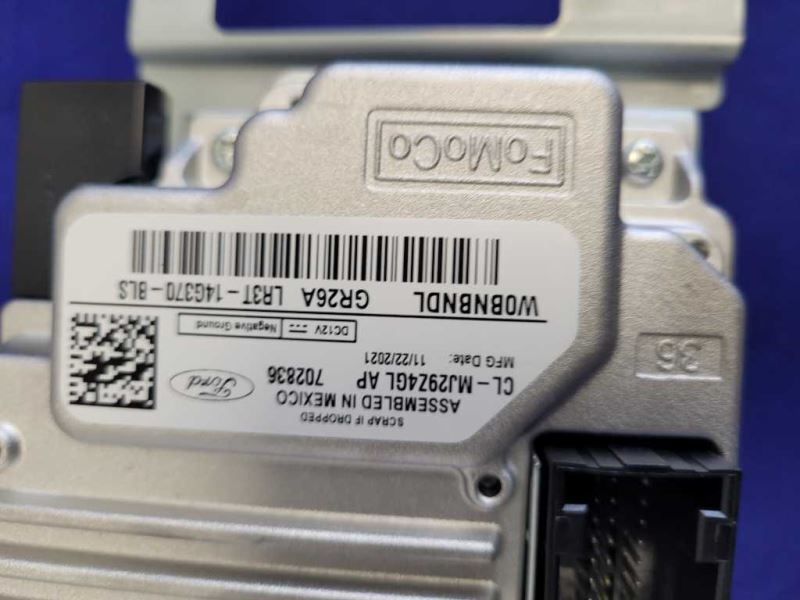 SCRAP IF DROPPED
ASSEMBLED IN MEXICO
CL-MJ29Z4GL AP 702836
MFG Date: 11/22/2021
Ford
DC12V Negative Ground
W0BNBNDL GR26A LR3T-14G370-BLS
35
FoMoCo